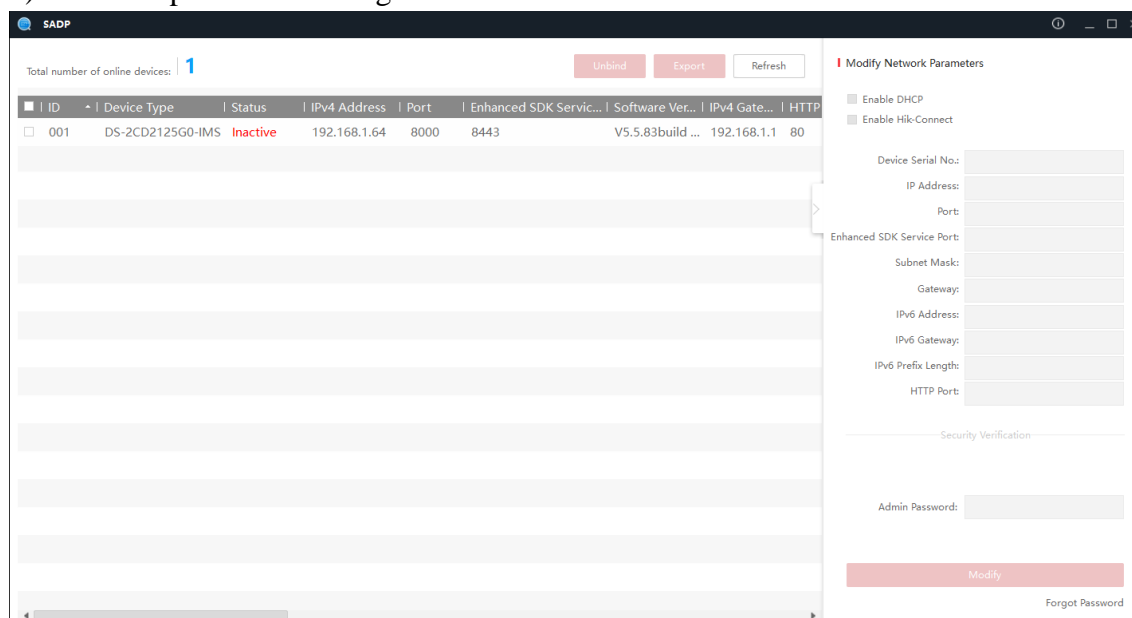 SADP
Total number of online devices: 1
Unbind
Export
Refresh
ID | Device Type | Status | IPv4 Address | Port | Enhanced SDK Servic... | Software Ver... | IPv4 Gate... | HTTP
001 DS-2CD2125G0-IMS Inactive 192.168.1.64 8000 8443 V5.5.83build ... 192.168.1.1 80
Modify Network Parameters
Enable DHCP
Enable Hik-Connect
Device Serial No.:
IP Address:
Port:
Enhanced SDK Service Port:
Subnet Mask:
Gateway:
IPv6 Address:
IPv6 Gateway:
IPv6 Prefix Length:
HTTP Port:
Security Verification
Admin Password:
Modify
Forgot Password